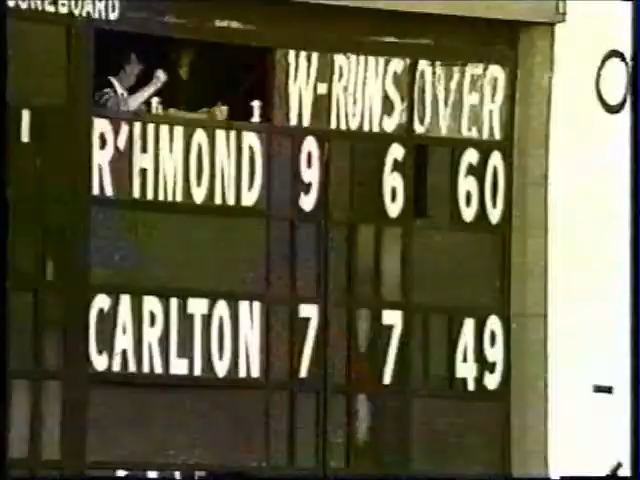 SCOREBOARD
W-RUNS OVER
R'HMOND 9 6 60
CARLTON 7 7 49